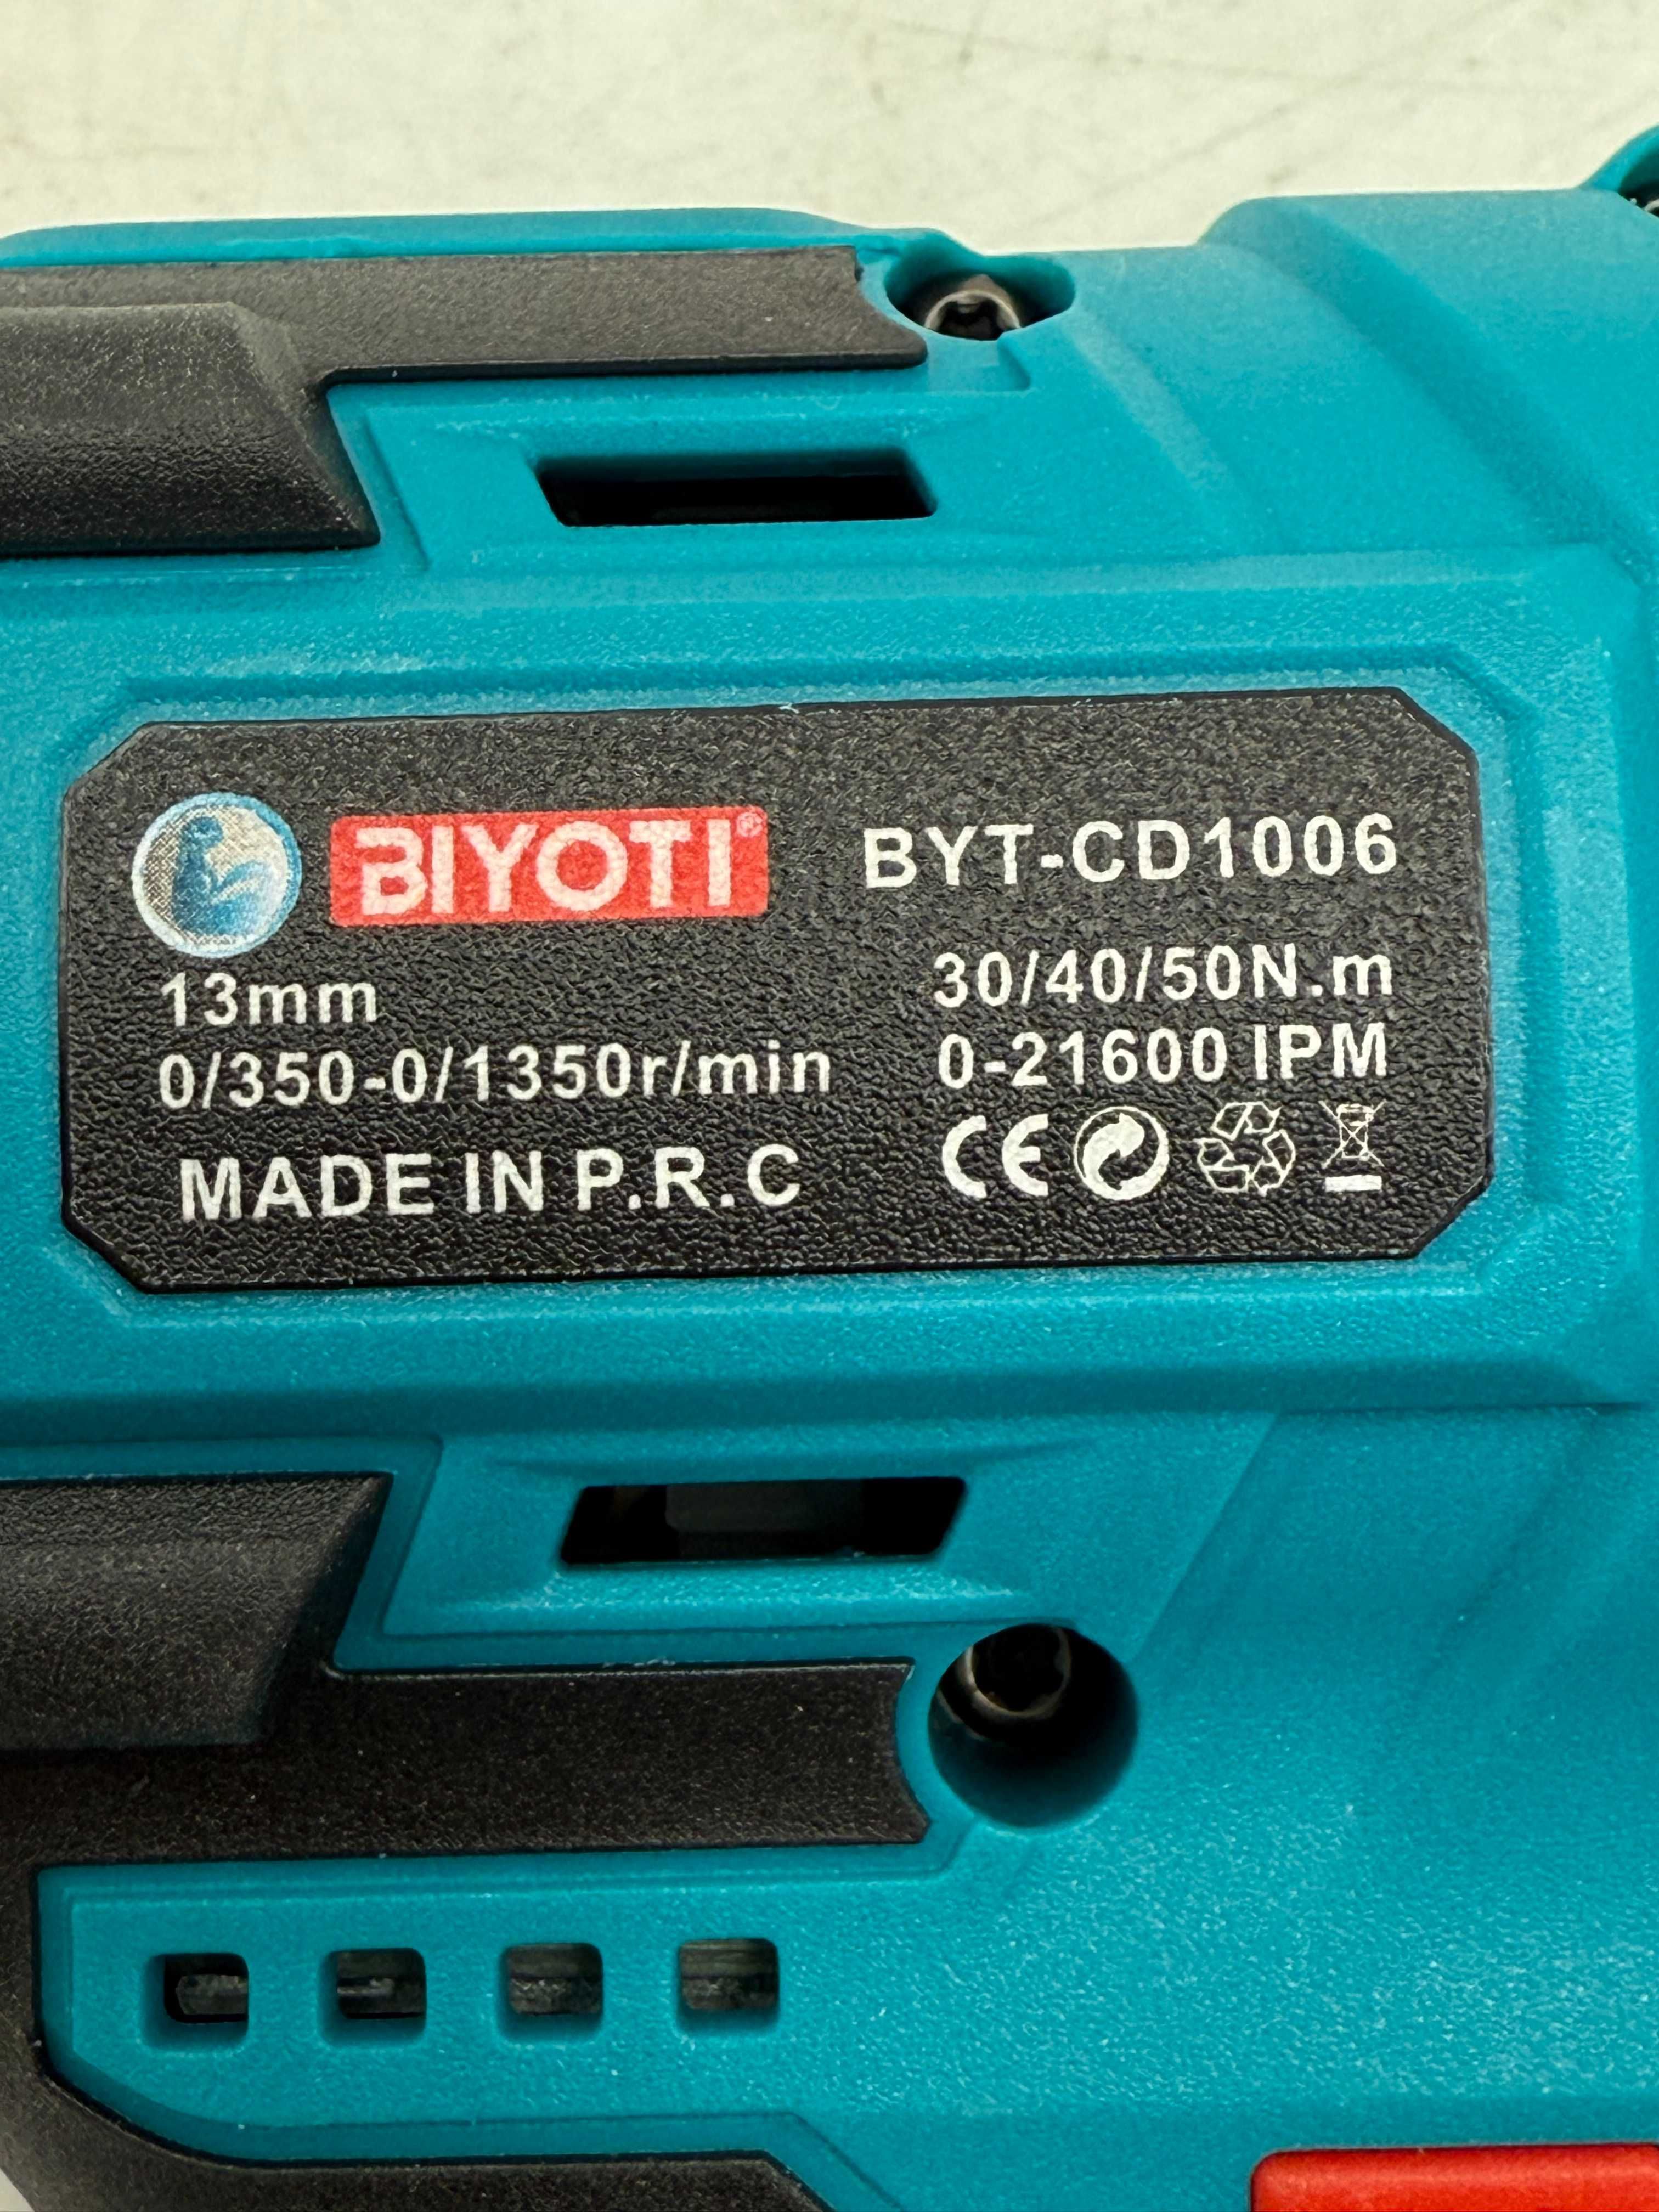 BIYOTI® BYT-CD1006
13mm 30/40/50N.m
0/350-0/1350r/min 0-21600 IPM
MADE IN P.R.C CE